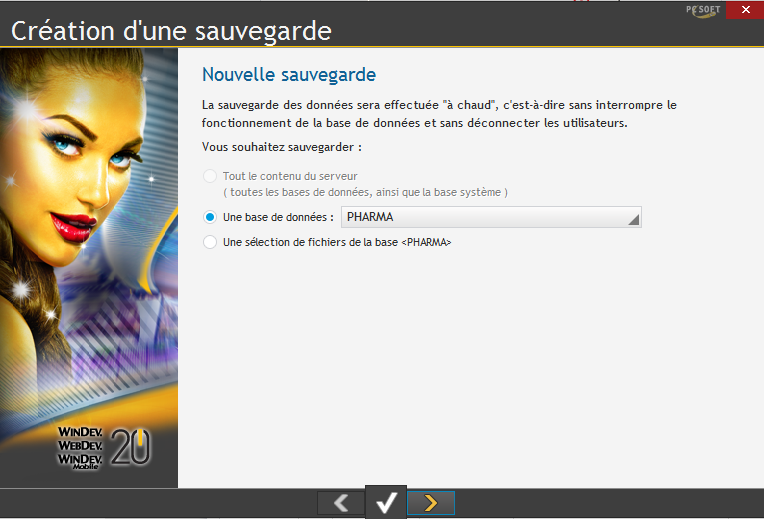 PC SOFT
Création d'une sauvegarde
Nouvelle sauvegarde
La sauvegarde des données sera effectuée "à chaud", c'est-à-dire sans interrompre le
fonctionnement de la base de données et sans déconnecter les utilisateurs.
Vous souhaitez sauvegarder :
Tout le contenu du serveur
( toutes les bases de données, ainsi que la base système )
Une base de données : PHARMA
Une sélection de fichiers de la base <PHARMA>
WINDEV.
WEBDEV. 20
WINDEV.
Mobile